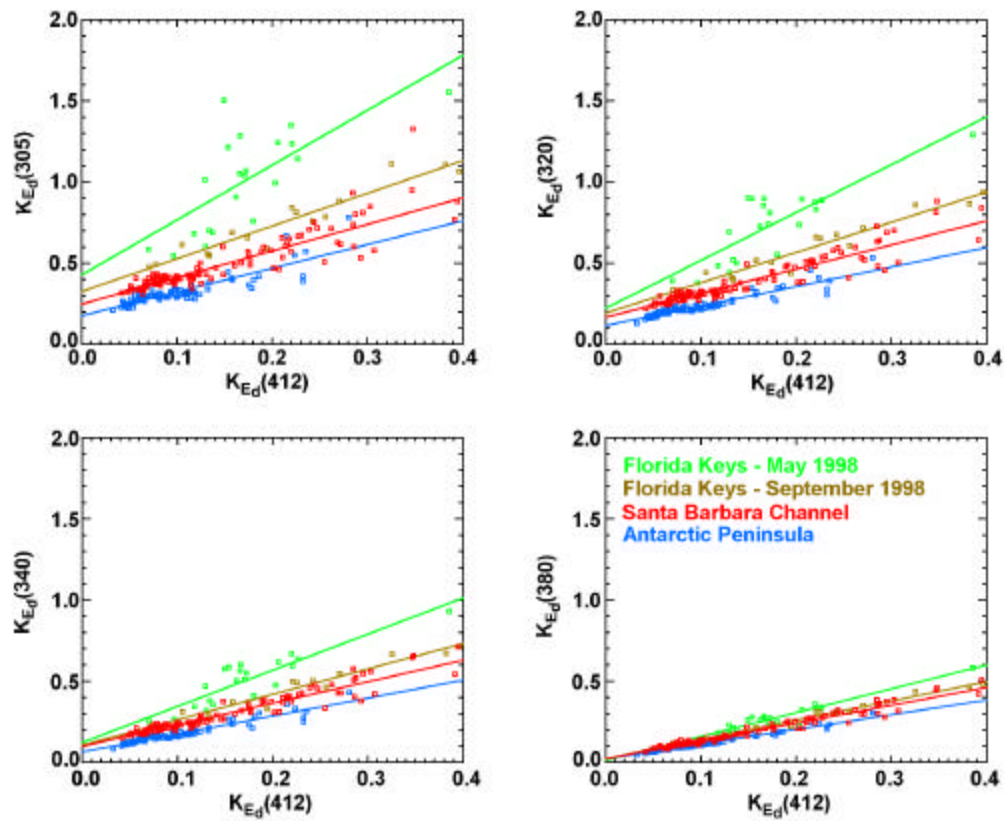 2.0
1.5
1.0
0.5
0.0
K_Ed(305)
0.0 0.1 0.2 0.3 0.4
K_Ed(412)
2.0
1.5
1.0
0.5
0.0
K_Ed(320)
0.0 0.1 0.2 0.3 0.4
K_Ed(412)
2.0
1.5
1.0
0.5
0.0
K_Ed(340)
0.0 0.1 0.2 0.3 0.4
K_Ed(412)
2.0
1.5
1.0
0.5
0.0
K_Ed(380)
Florida Keys - May 1998
Florida Keys - September 1998
Santa Barbara Channel
Antarctic Peninsula
0.0 0.1 0.2 0.3 0.4
K_Ed(412)